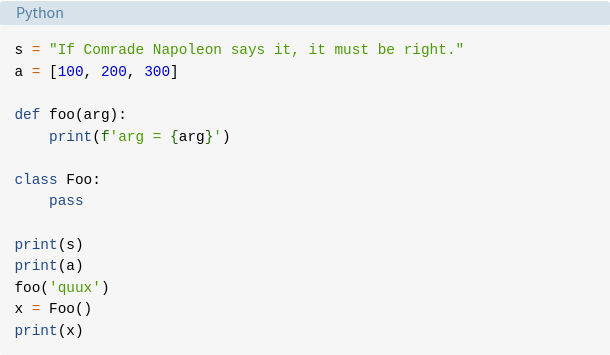 Python
s = "If Comrade Napoleon says it, it must be right."
a = [100, 200, 300]

def foo(arg):
    print(f'arg = {arg}')

class Foo:
    pass

print(s)
print(a)
foo('quux')
x = Foo()
print(x)